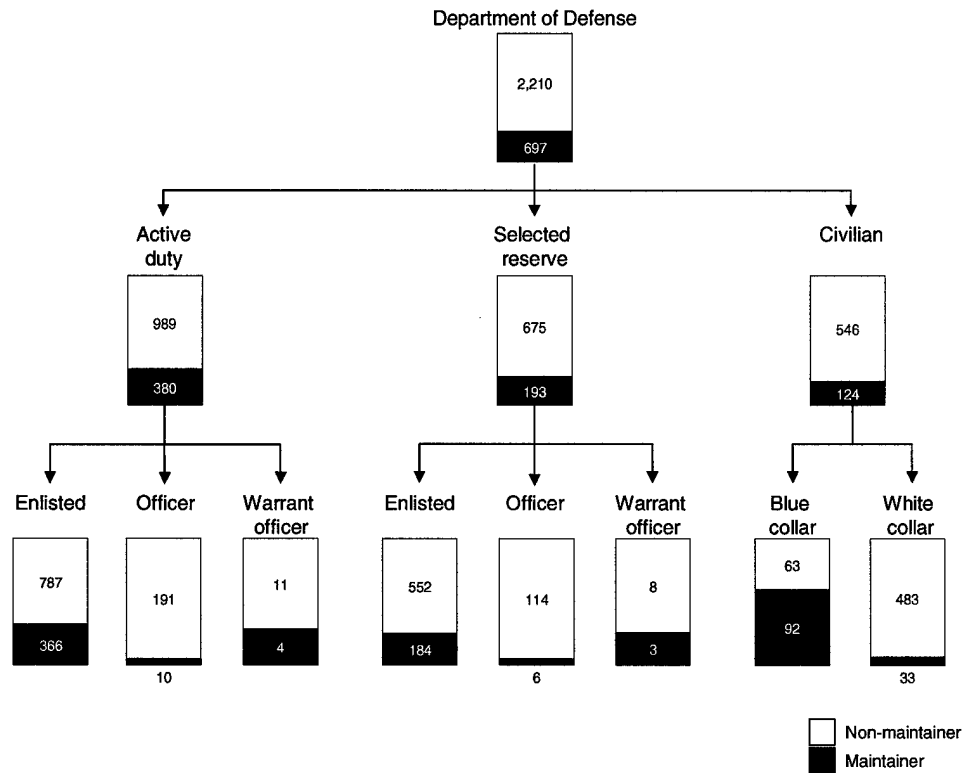 Department of Defense
2,210
697
Active
duty
Selected
reserve
Civilian
989
675
546
380
193
124
Enlisted
Officer
Warrant
officer
Enlisted
Officer
Warrant
officer
Blue
collar
White
collar
787
191
11
552
114
8
63
483
366
4
184
3
92
10
6
33
Non-maintainer
Maintainer